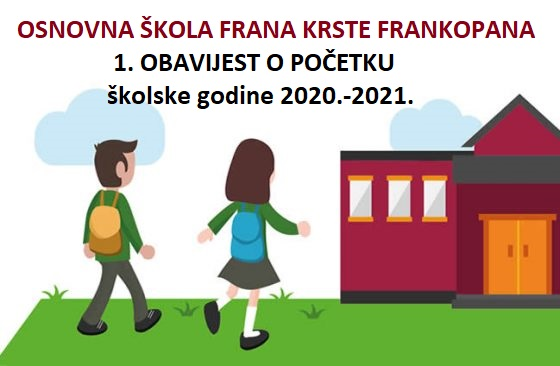 OSNOVNA ŠKOLA FRANA KRSTE FRANKOPANA
1. OBAVIJEST O POČETKU
školske godine 2020.-2021.